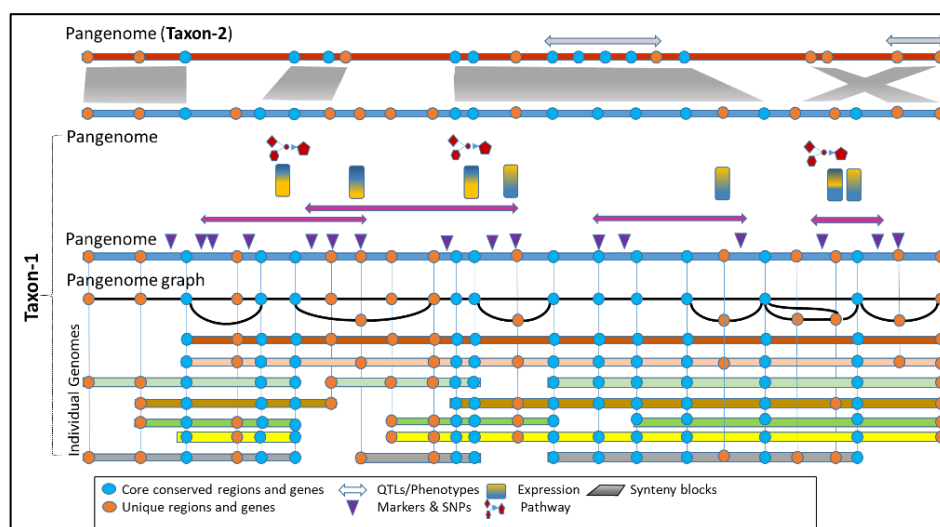 Pangenome (Taxon-2)
Pangenome
Pangenome
Pangenome graph
Taxon-1
Individual Genomes
Core conserved regions and genes
QTLs/Phenotypes
Expression
Synteny blocks
Unique regions and genes
Markers & SNPs
Pathway